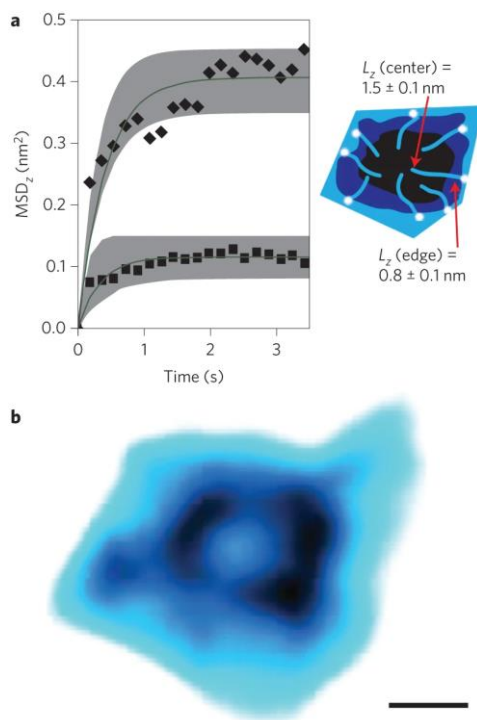 a
0.5
0.4
0.3
0.2
0.1
0.0
MSD_z (nm²)
0
1
2
3
Time (s)
L_z (center) =
1.5 ± 0.1 nm
L_z (edge) =
0.8 ± 0.1 nm
b